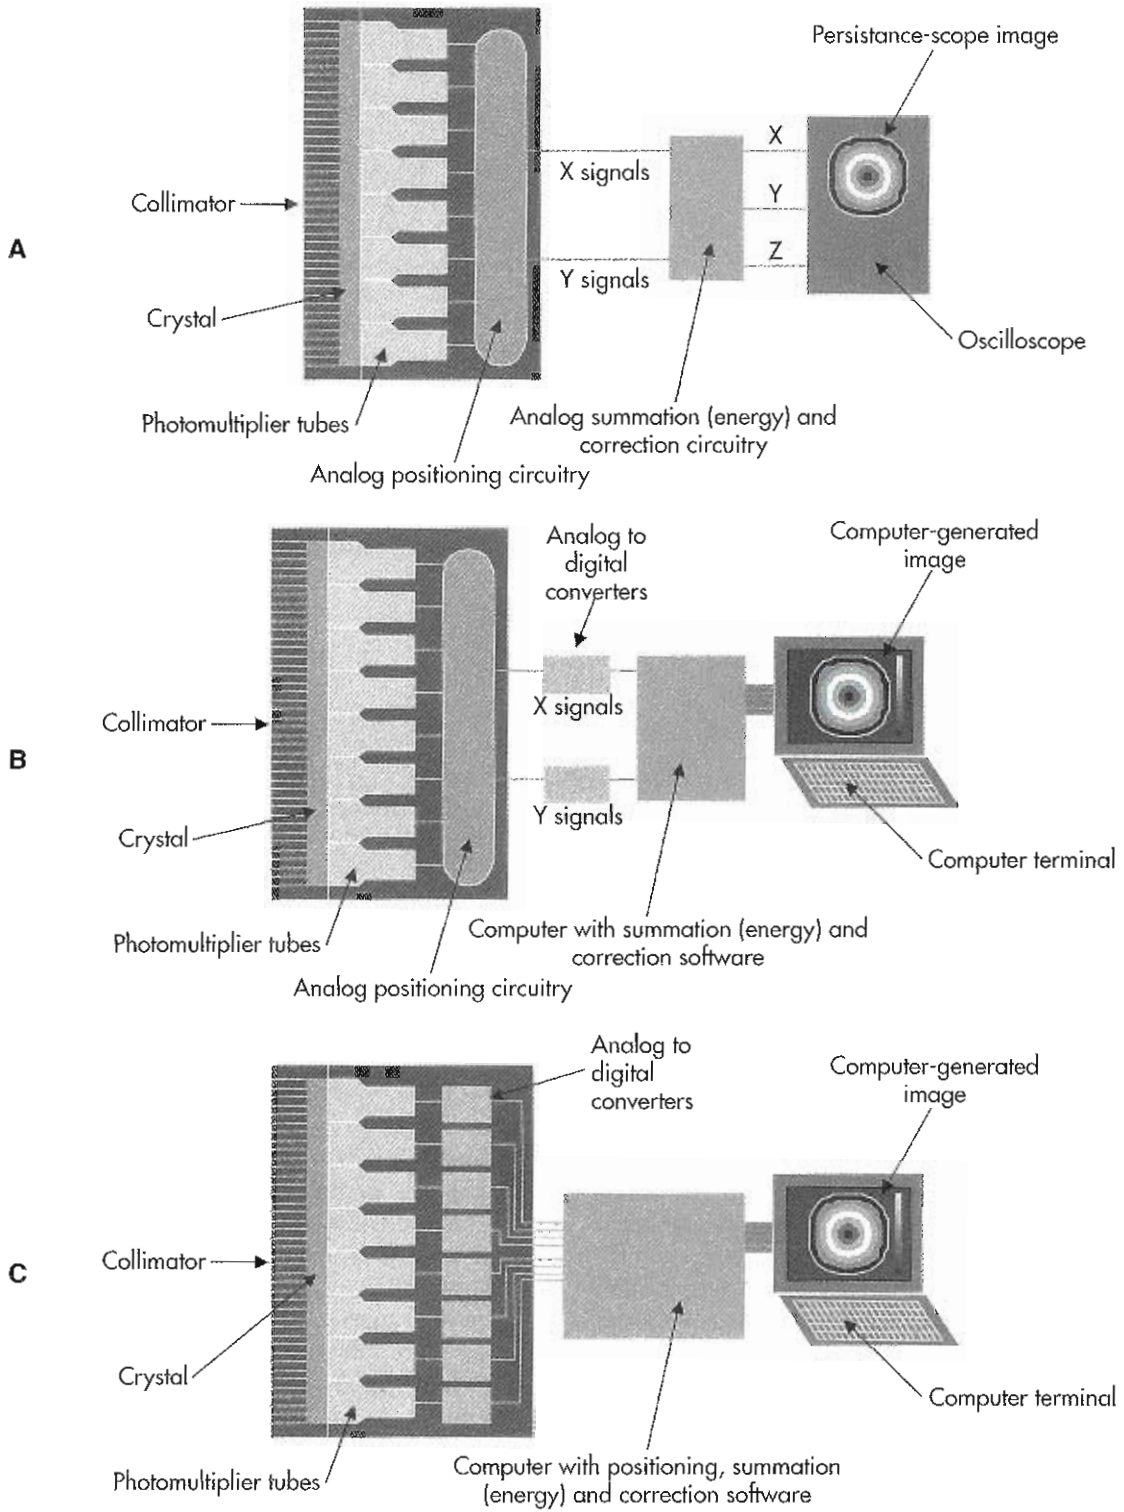 Persistance-scope image
X
X signals
Collimator
Y
A
Z
Y signals
Crystal
Oscilloscope
Photomultiplier tubes
Analog summation (energy) and
correction circuitry
Analog positioning circuitry
Analog to
digital
converters
Computer-generated
image
X signals
Collimator
B
Y signals
Crystal
Computer terminal
Photomultiplier tubes
Computer with summation (energy) and
correction software
Analog positioning circuitry
Analog to
digital
converters
Computer-generated
image
Collimator
C
Crystal
Computer terminal
Photomultiplier tubes
Computer with positioning, summation
(energy) and correction software